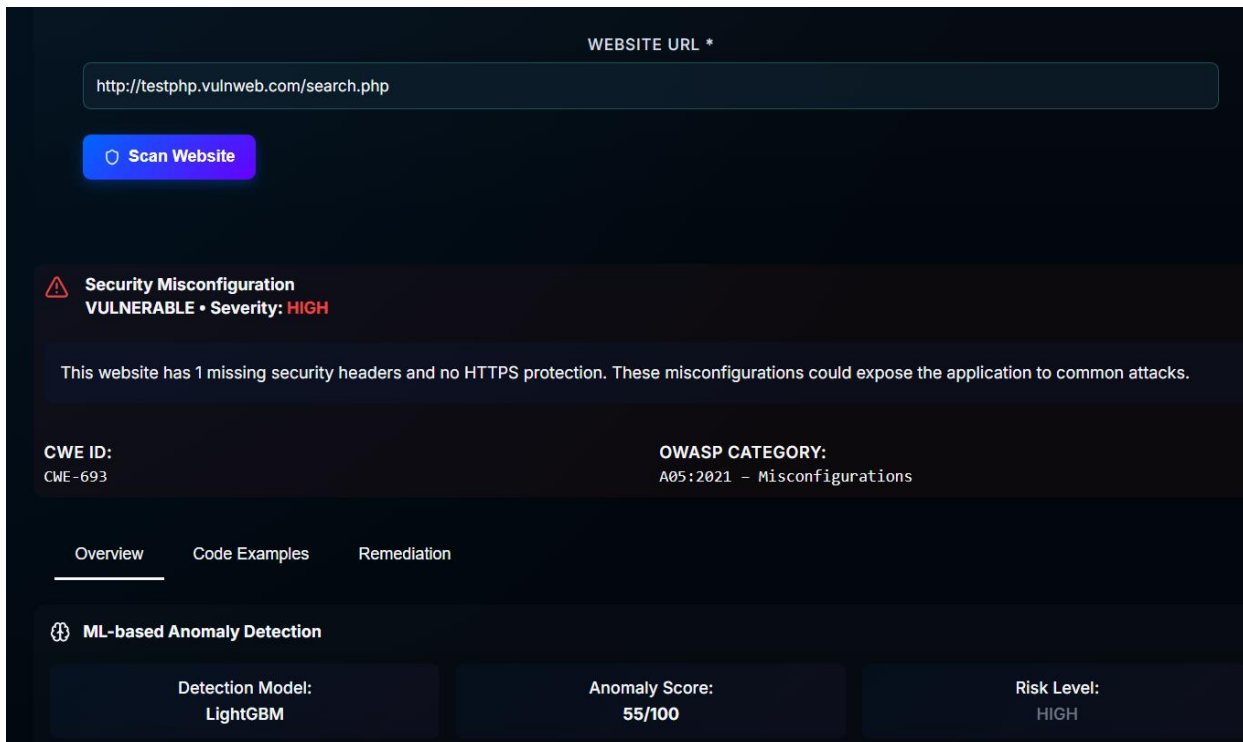 WEBSITE URL *
http://testphp.vulnweb.com/search.php
Scan Website
Security Misconfiguration
VULNERABLE • Severity: HIGH
This website has 1 missing security headers and no HTTPS protection. These misconfigurations could expose the application to common attacks.
CWE ID:
CWE-693
OWASP CATEGORY:
A05:2021 – Misconfigurations
Overview Code Examples Remediation
ML-based Anomaly Detection
Detection Model:
LightGBM
Anomaly Score:
55/100
Risk Level:
HIGH